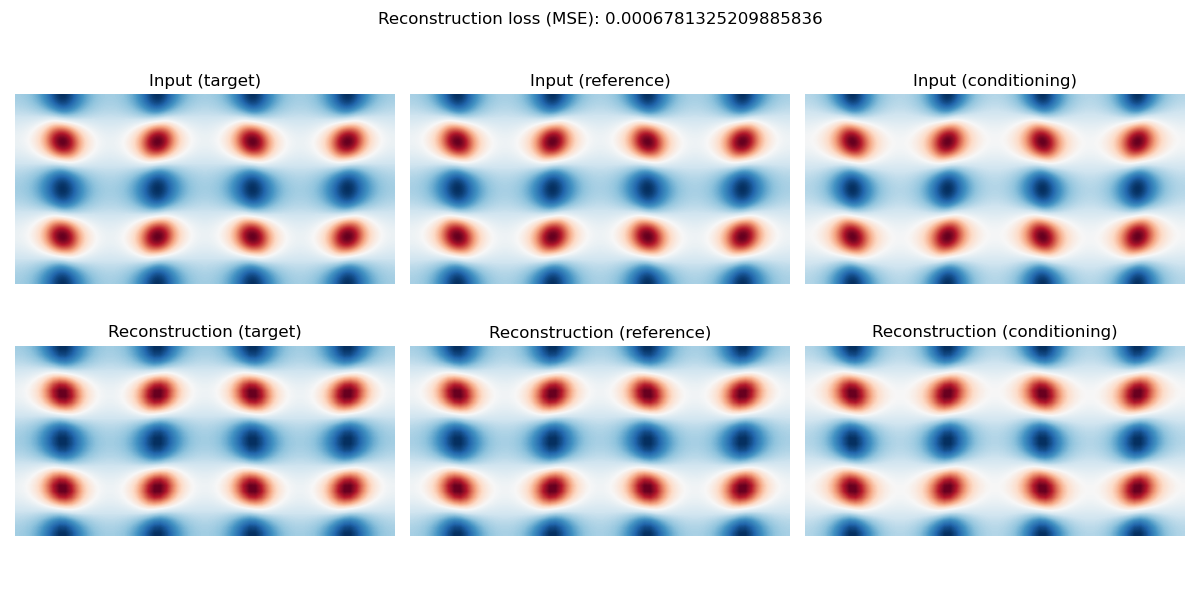 Reconstruction loss (MSE): 0.0006781325209885836
Input (target)
Input (reference)
Input (conditioning)
Reconstruction (target)
Reconstruction (reference)
Reconstruction (conditioning)